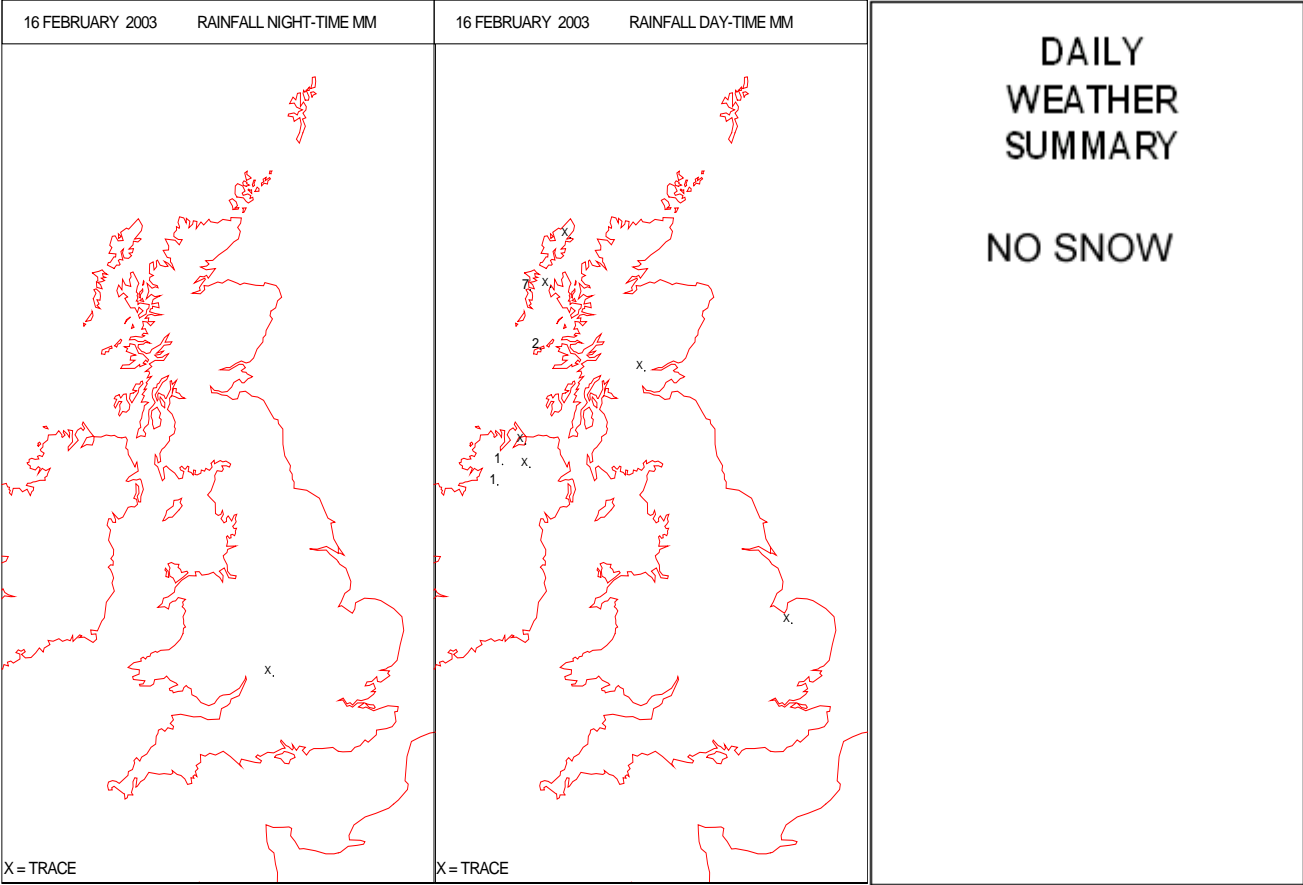 16 FEBRUARY 2003 RAINFALL NIGHT-TIME MM
X.
X = TRACE
16 FEBRUARY 2003 RAINFALL DAY-TIME MM
X
7. X.
2.
X.
X
1. X.
1.
X.
X = TRACE
DAILY
WEATHER
SUMMARY
NO SNOW